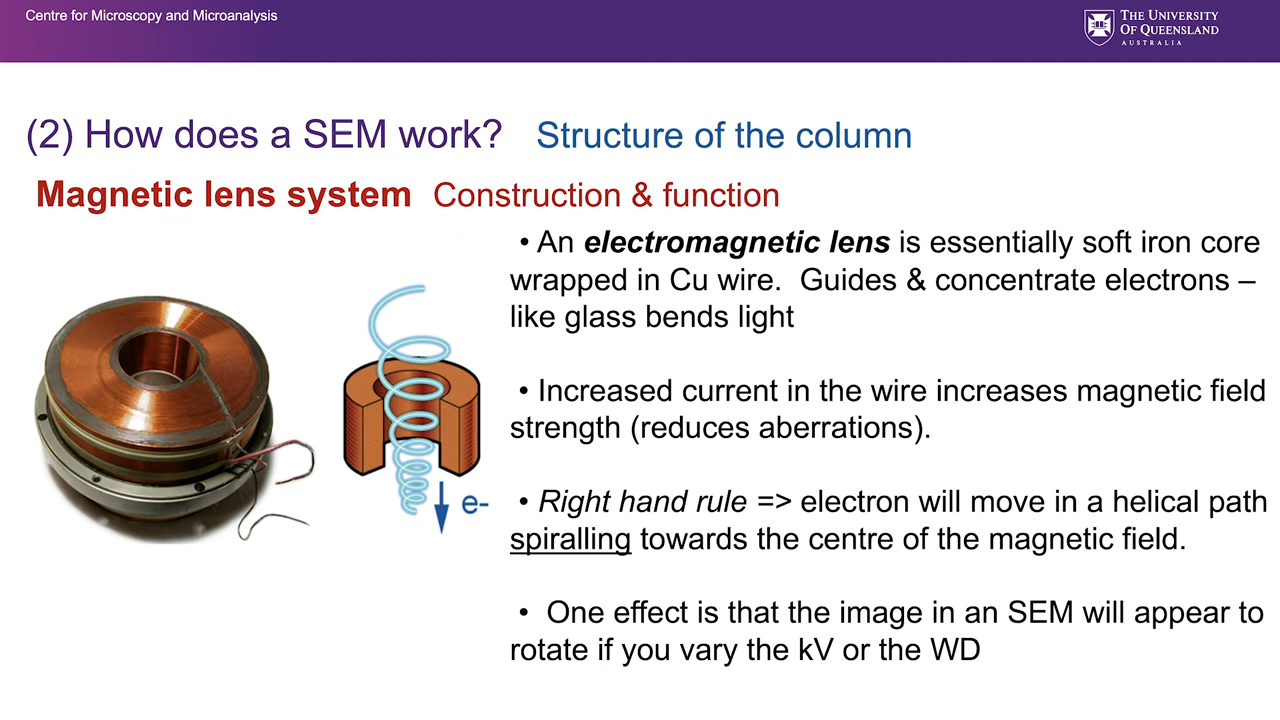 Centre for Microscopy and Microanalysis
THE UNIVERSITY
OF QUEENSLAND
AUSTRALIA
(2) How does a SEM work? Structure of the column
Magnetic lens system Construction & function
• An electromagnetic lens is essentially soft iron core
wrapped in Cu wire. Guides & concentrate electrons –
like glass bends light
• Increased current in the wire increases magnetic field
strength (reduces aberrations).
• Right hand rule => electron will move in a helical path
spiralling towards the centre of the magnetic field.
• One effect is that the image in an SEM will appear to
rotate if you vary the kV or the WD
e-